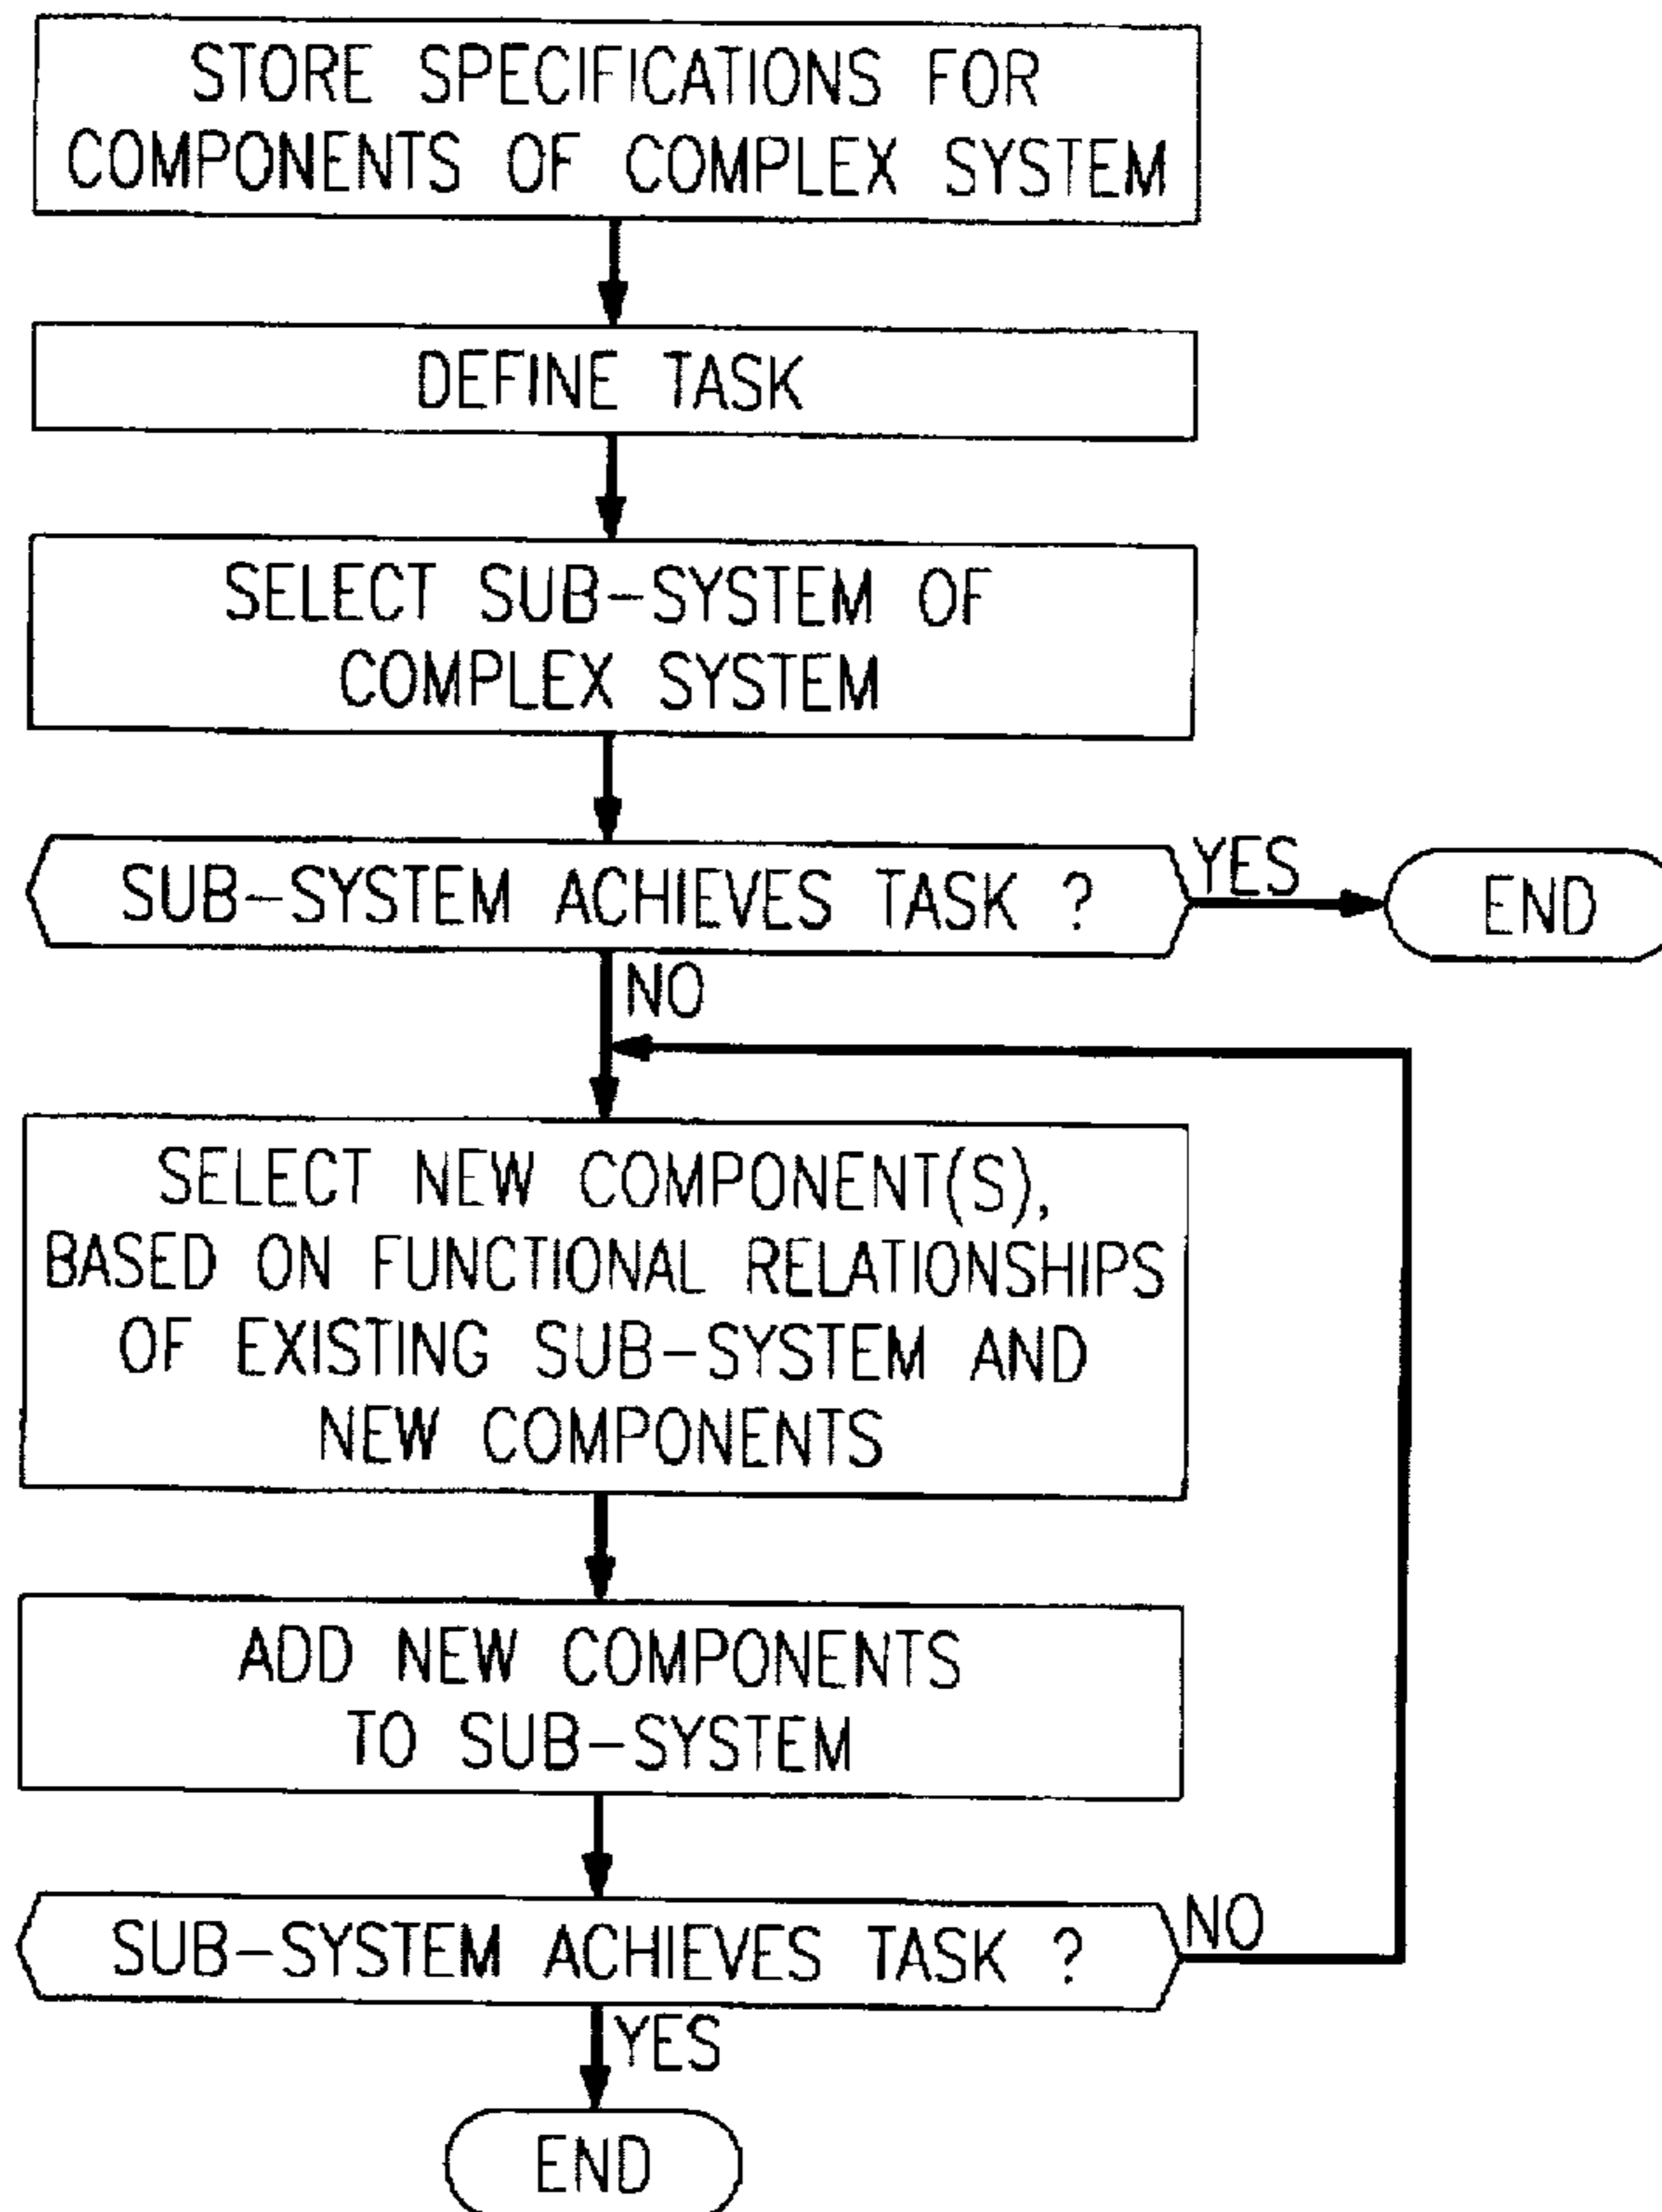 STORE SPECIFICATIONS FOR
COMPONENTS OF COMPLEX SYSTEM
DEFINE TASK
SELECT SUB-SYSTEM OF
COMPLEX SYSTEM
SUB-SYSTEM ACHIEVES TASK ?
YES
END
NO
SELECT NEW COMPONENT(S),
BASED ON FUNCTIONAL RELATIONSHIPS
OF EXISTING SUB-SYSTEM AND
NEW COMPONENTS
ADD NEW COMPONENTS
TO SUB-SYSTEM
SUB-SYSTEM ACHIEVES TASK ?
NO
YES
END